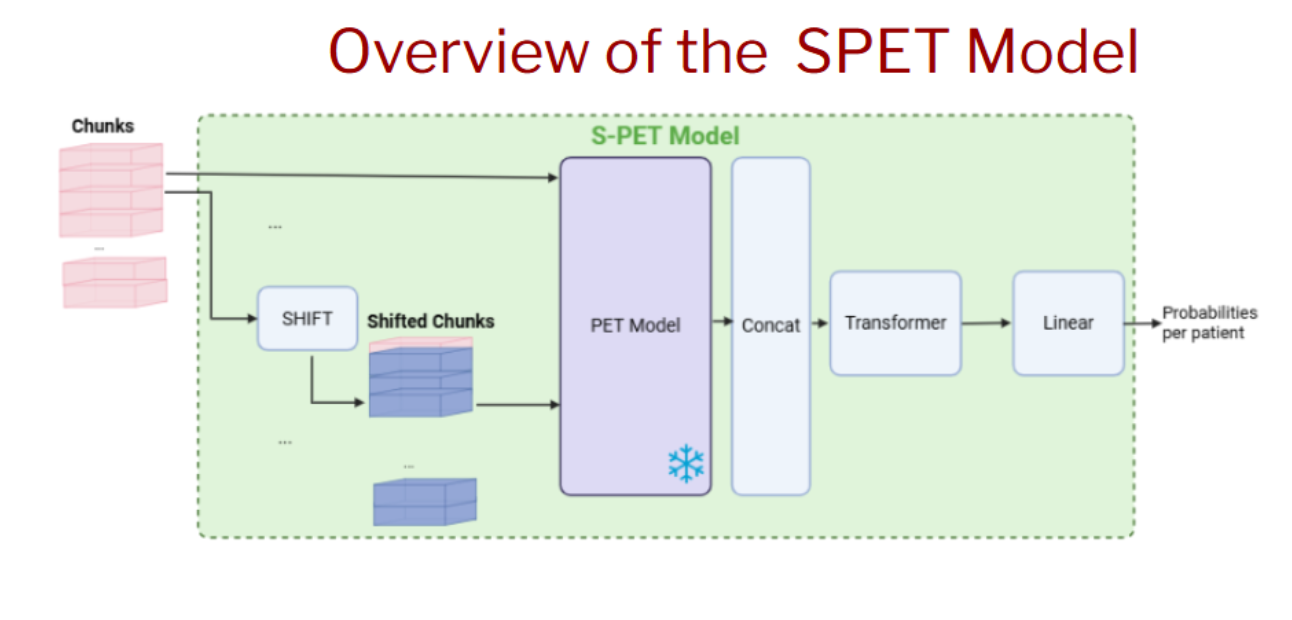 Overview of the SPET Model
Chunks
S-PET Model
...
...
SHIFT
Shifted Chunks
PET Model
Concat
Transformer
Linear
Probabilities
per patient
...
...